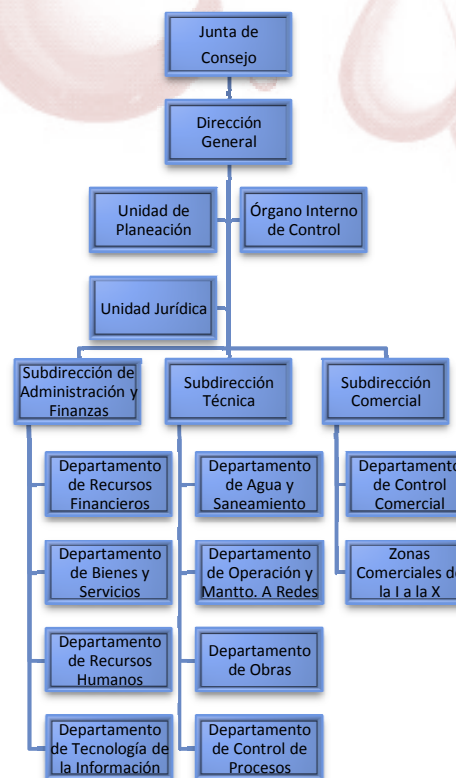 Junta de
Consejo
Dirección
General
Unidad de
Planeación
Órgano Interno
de Control
Unidad Jurídica
Subdirección de
Administración y
Finanzas
Subdirección
Técnica
Subdirección
Comercial
Departamento
de Recursos
Financieros
Departamento
de Agua y
Saneamiento
Departamento
de Control
Comercial
Departamento
de Bienes y
Servicios
Departamento
de Operación y
Mantto. A Redes
Zonas
Comerciales de
la I a la X
Departamento
de Recursos
Humanos
Departamento
de Obras
Departamento
de Tecnología de
la Información
Departamento
de Control de
Procesos